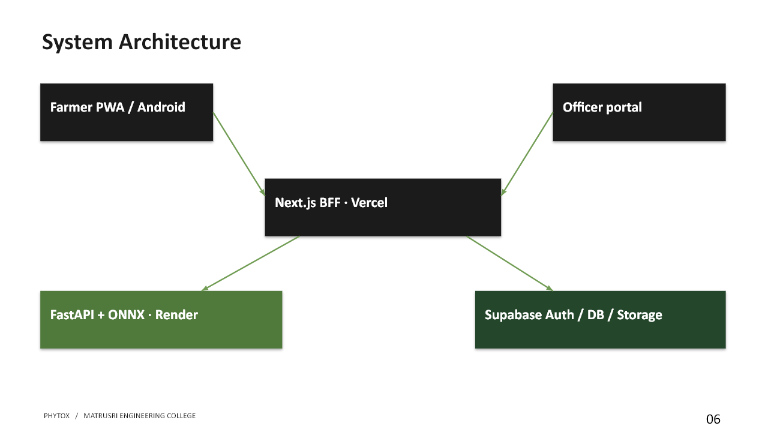 System Architecture
Farmer PWA / Android
Officer portal
Next.js BFF · Vercel
FastAPI + ONNX · Render
Supabase Auth / DB / Storage
PHYTOX / MATRUSRI ENGINEERING COLLEGE
06